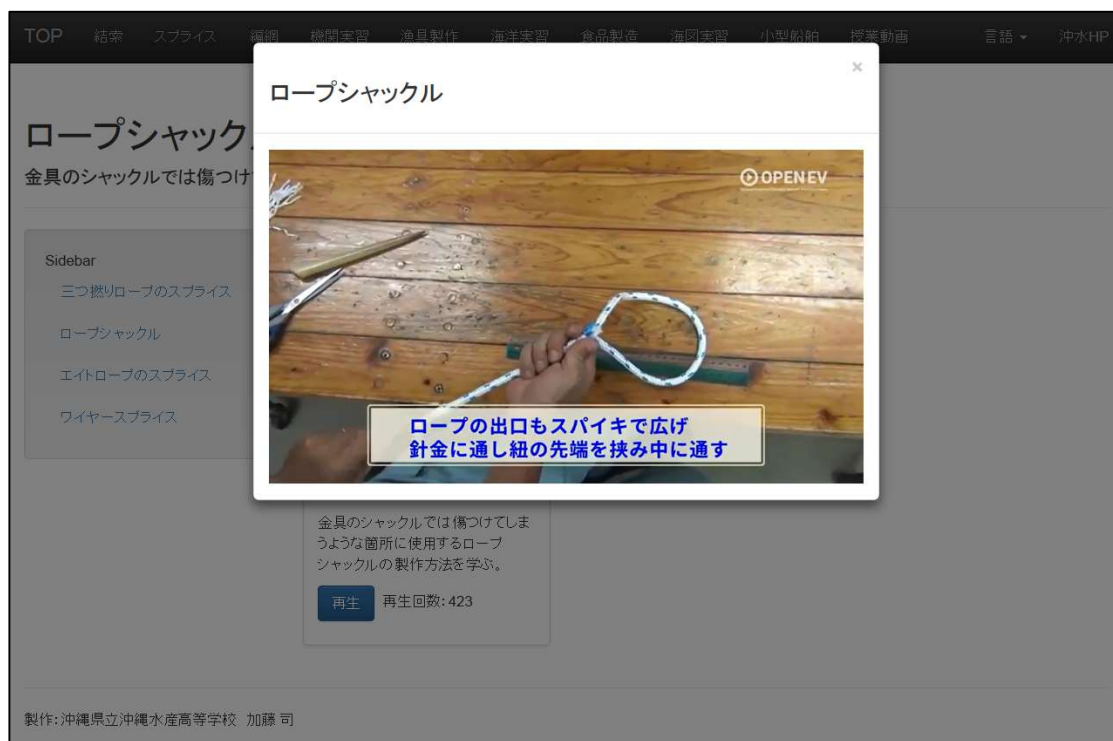 TOP 結索 スプライス 編網 機関実習 漁具製作 海洋実習 食品製造 海図実習 小型船舶 授業動画 言語 沖水HP
ロープシャックル
×
ロープシャック
金具のシャックルでは傷つけ
OPENEV
Sidebar
三つ撚りロープのスプライス
ロープシャックル
エイトロープのスプライス
ワイヤースプライス
ロープの出口もスパイキで広げ
針金に通し紐の先端を挟み中に通す
金具のシャックルでは傷つけてしま
うような箇所に使用するロープ
シャックルの製作方法を学ぶ。
再生 再生回数:423
製作:沖縄県立沖縄水産高等学校 加藤 司